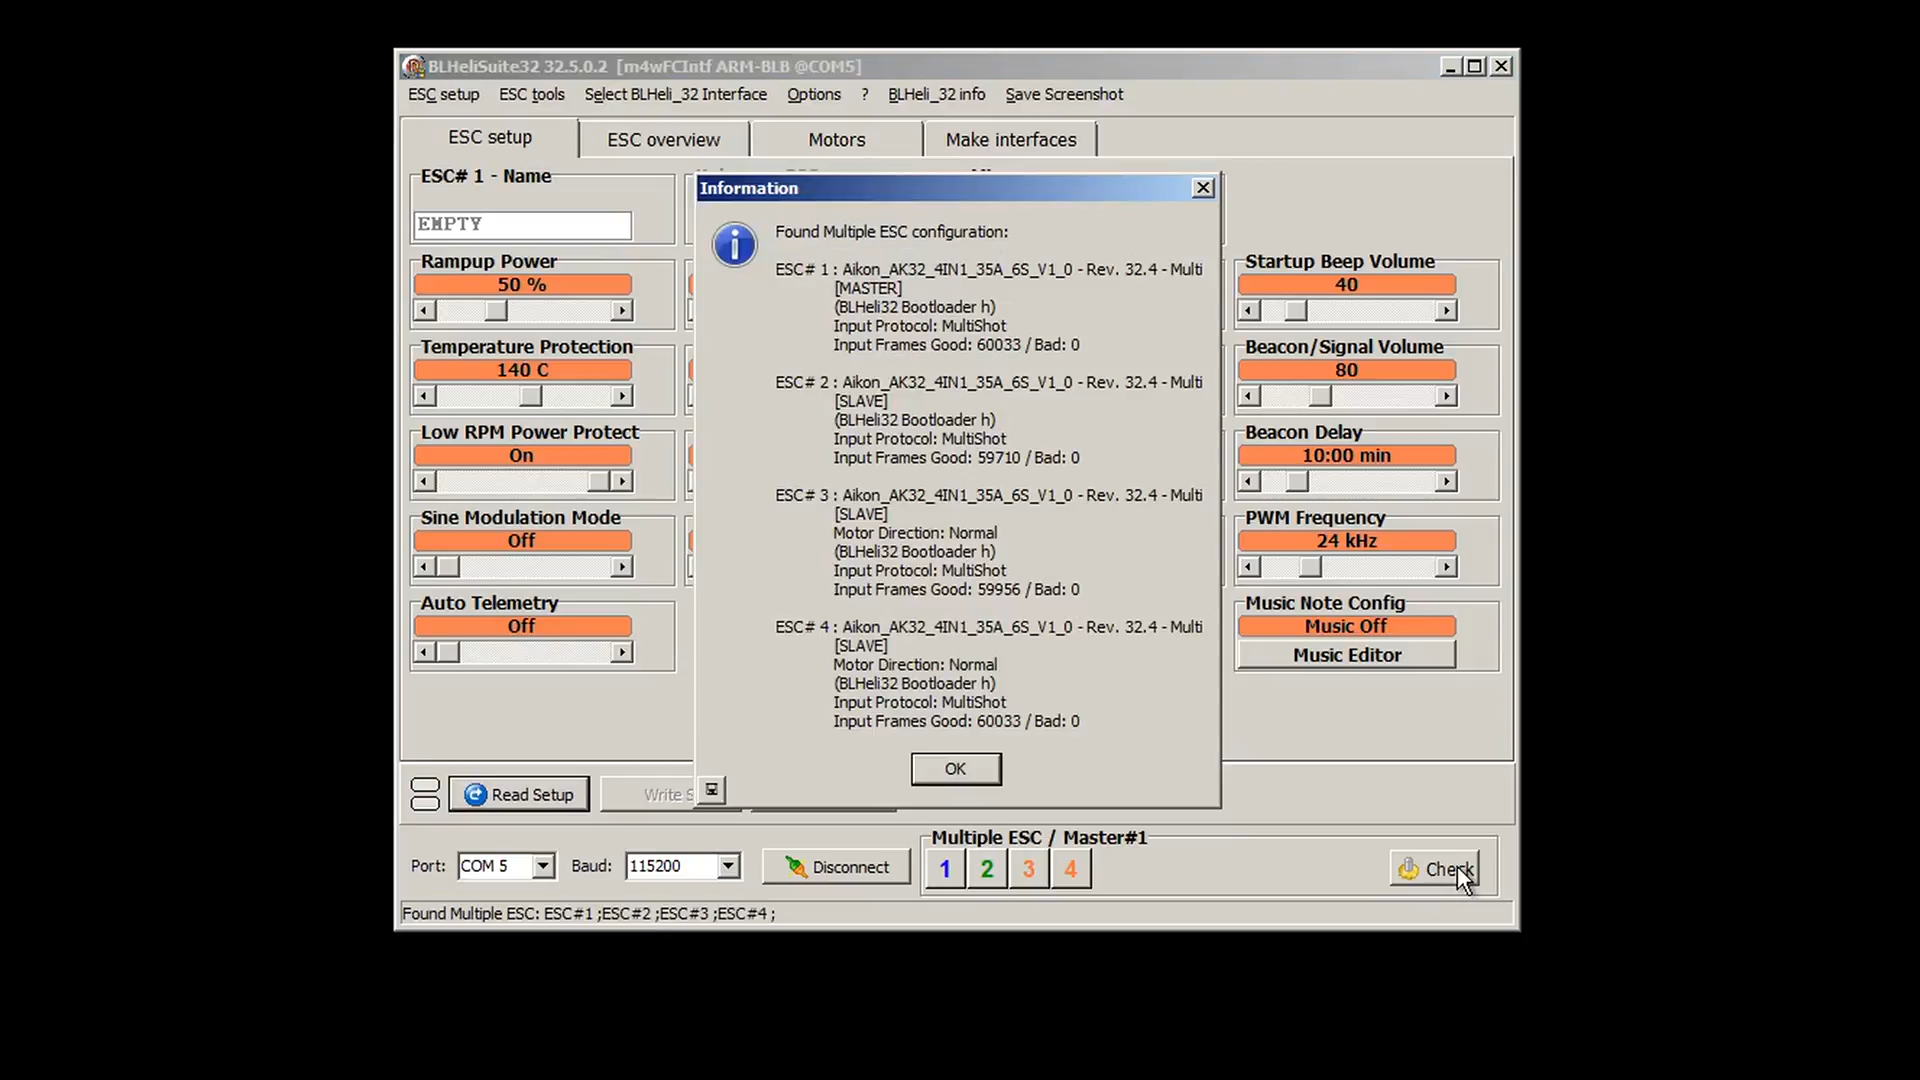 BLHeliSuite32 32.5.0.2 [m4wFCIntf ARM-BLB @COM5]
ESC setup ESC tools Select BLHeli_32 Interface Options ? BLHeli_32 info Save Screenshot
ESC setup ESC overview Motors Make interfaces
ESC# 1 - Name
EMPTY
Rampup Power
50 %
Temperature Protection
140 C
Low RPM Power Protect
On
Sine Modulation Mode
Off
Auto Telemetry
Off
Information
Found Multiple ESC configuration:
ESC# 1 : Aikon_AK32_4IN1_35A_6S_V1_0 - Rev. 32.4 - Multi
[MASTER]
(BLHeli32 Bootloader h)
Input Protocol: MultiShot
Input Frames Good: 60033 / Bad: 0
ESC# 2 : Aikon_AK32_4IN1_35A_6S_V1_0 - Rev. 32.4 - Multi
[SLAVE]
(BLHeli32 Bootloader h)
Input Protocol: MultiShot
Input Frames Good: 59710 / Bad: 0
ESC# 3 : Aikon_AK32_4IN1_35A_6S_V1_0 - Rev. 32.4 - Multi
[SLAVE]
Motor Direction: Normal
(BLHeli32 Bootloader h)
Input Protocol: MultiShot
Input Frames Good: 59956 / Bad: 0
ESC# 4 : Aikon_AK32_4IN1_35A_6S_V1_0 - Rev. 32.4 - Multi
[SLAVE]
Motor Direction: Normal
(BLHeli32 Bootloader h)
Input Protocol: MultiShot
Input Frames Good: 60033 / Bad: 0
OK
Startup Beep Volume
40
Beacon/Signal Volume
80
Beacon Delay
10:00 min
PWM Frequency
24 kHz
Music Note Config
Music Off
Music Editor
Read Setup Write S
Multiple ESC / Master#1
Port: COM 5 Baud: 115200 Disconnect 1 2 3 4 Check
Found Multiple ESC: ESC#1 ;ESC#2 ;ESC#3 ;ESC#4 ;